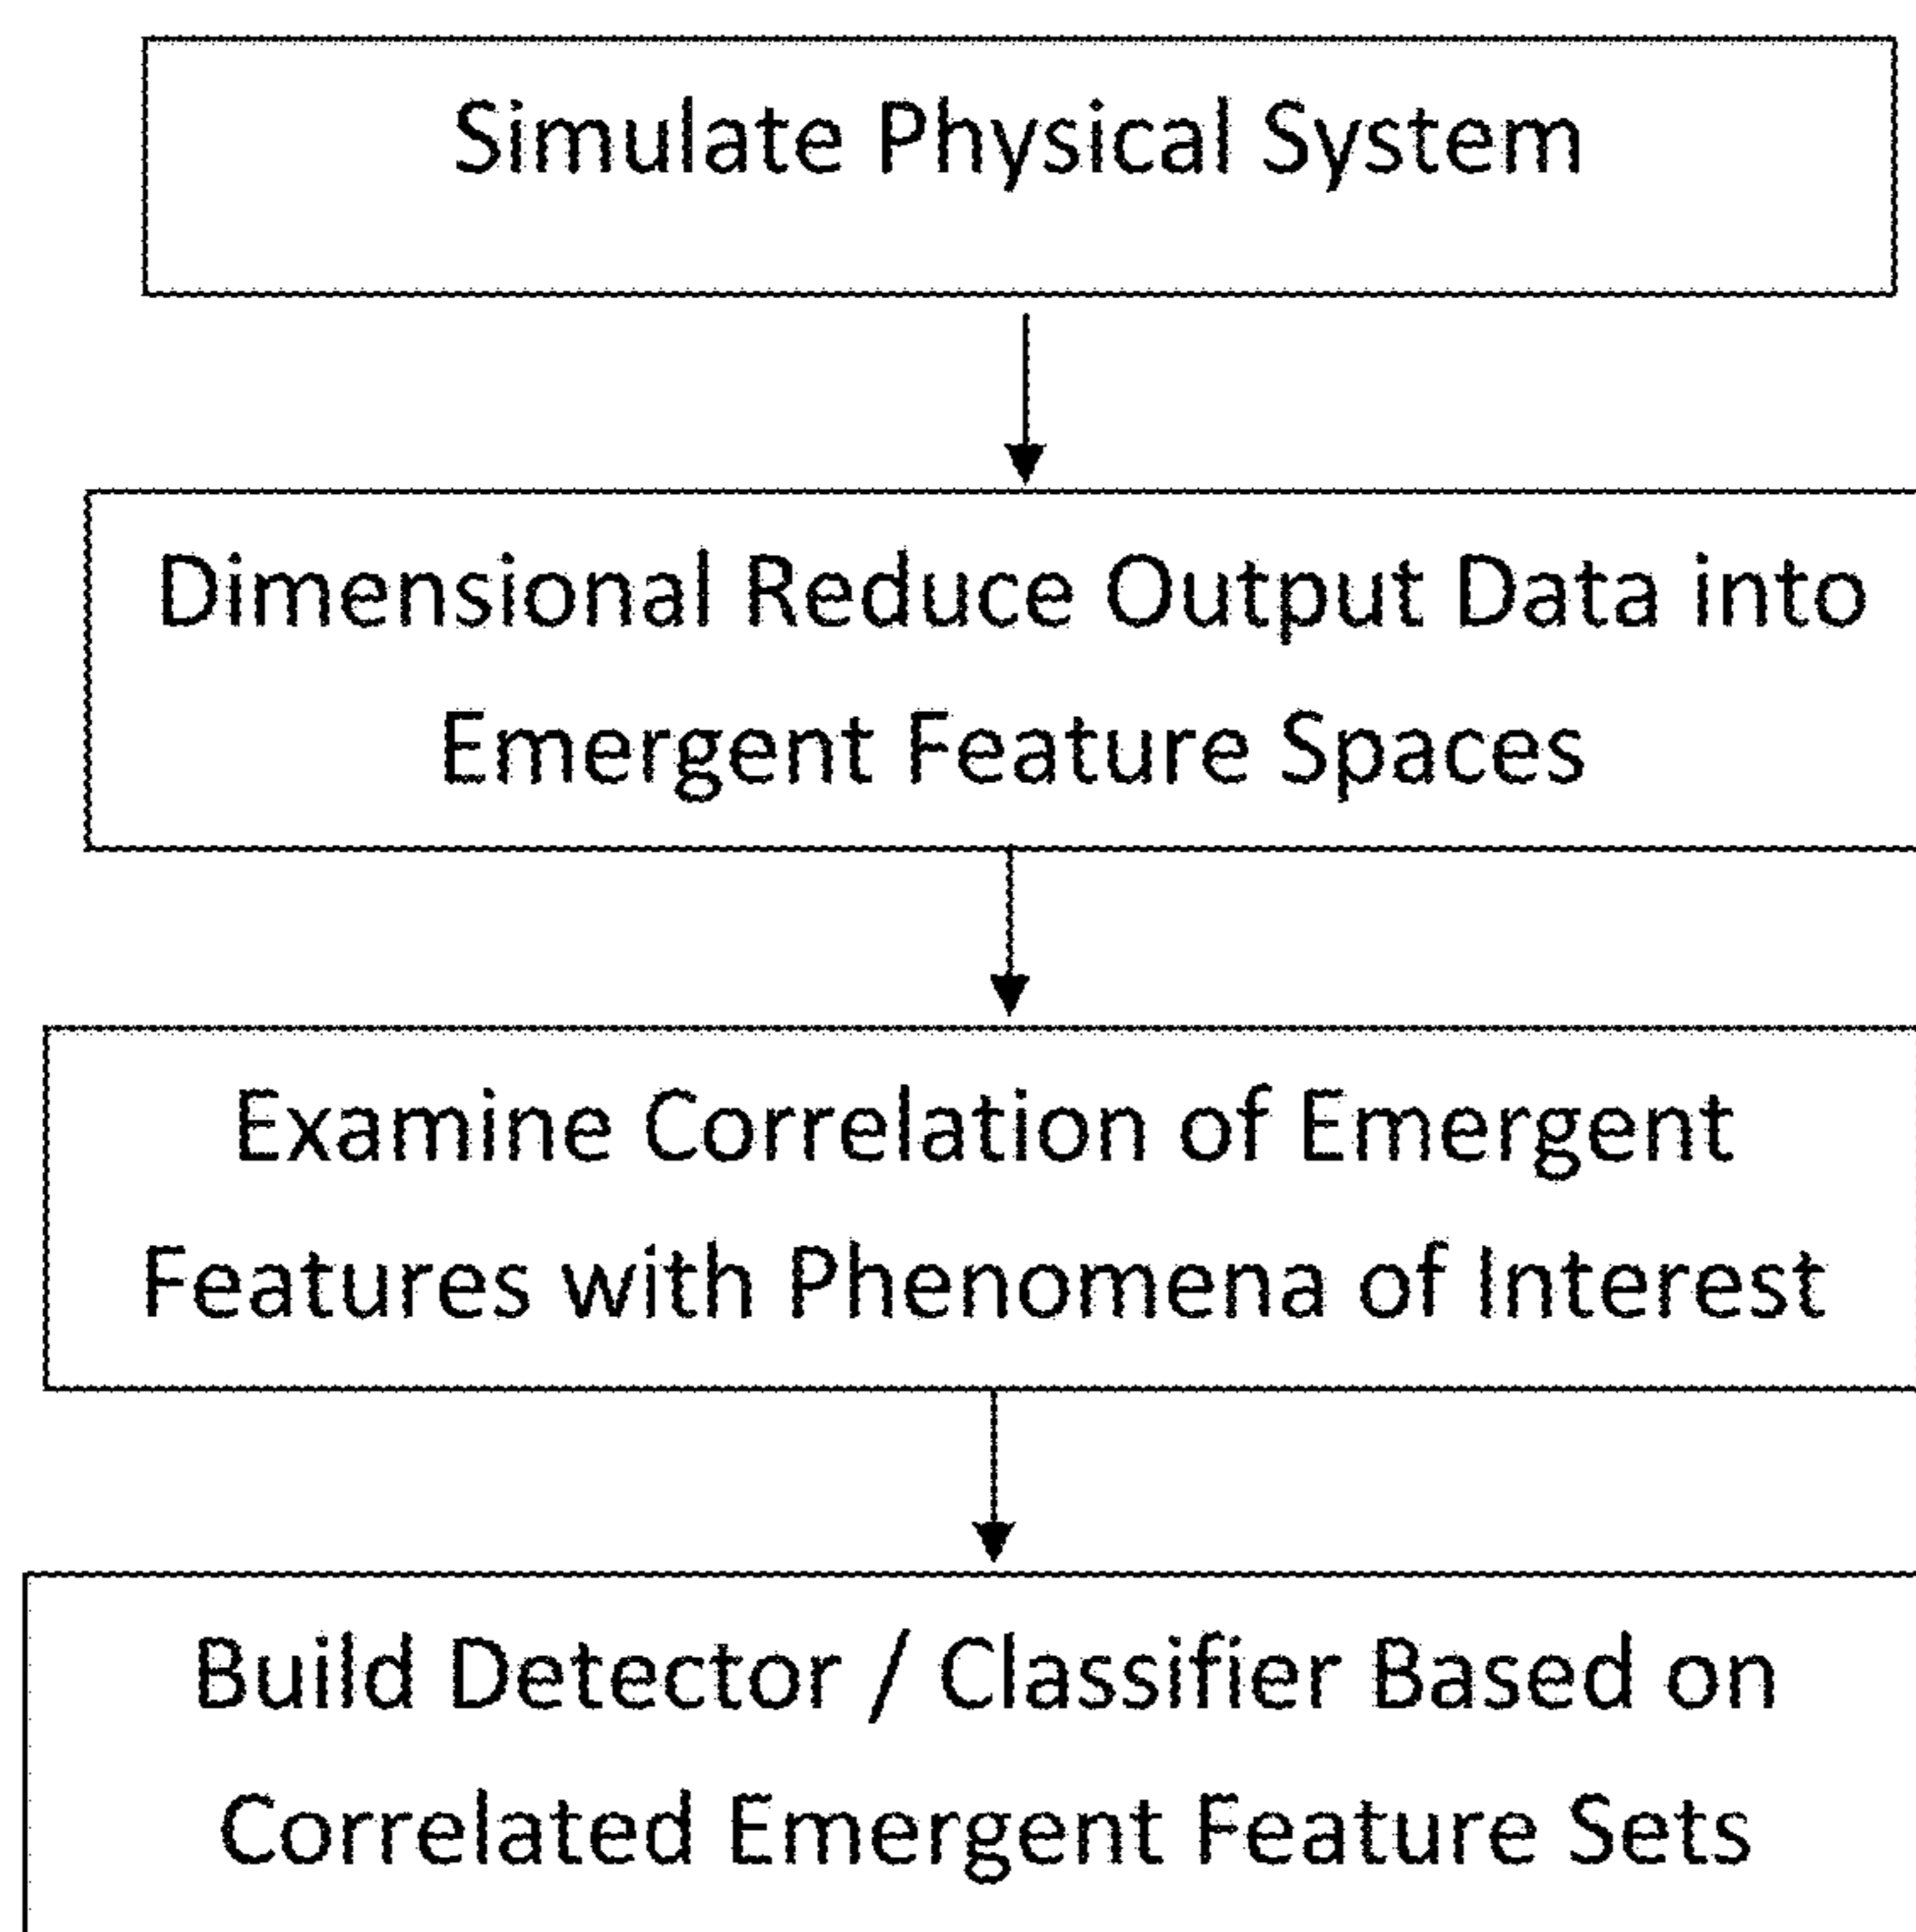 Simulate Physical System
Dimensional Reduce Output Data into
Emergent Feature Spaces
Examine Correlation of Emergent
Features with Phenomena of Interest
Build Detector / Classifier Based on
Correlated Emergent Feature Sets